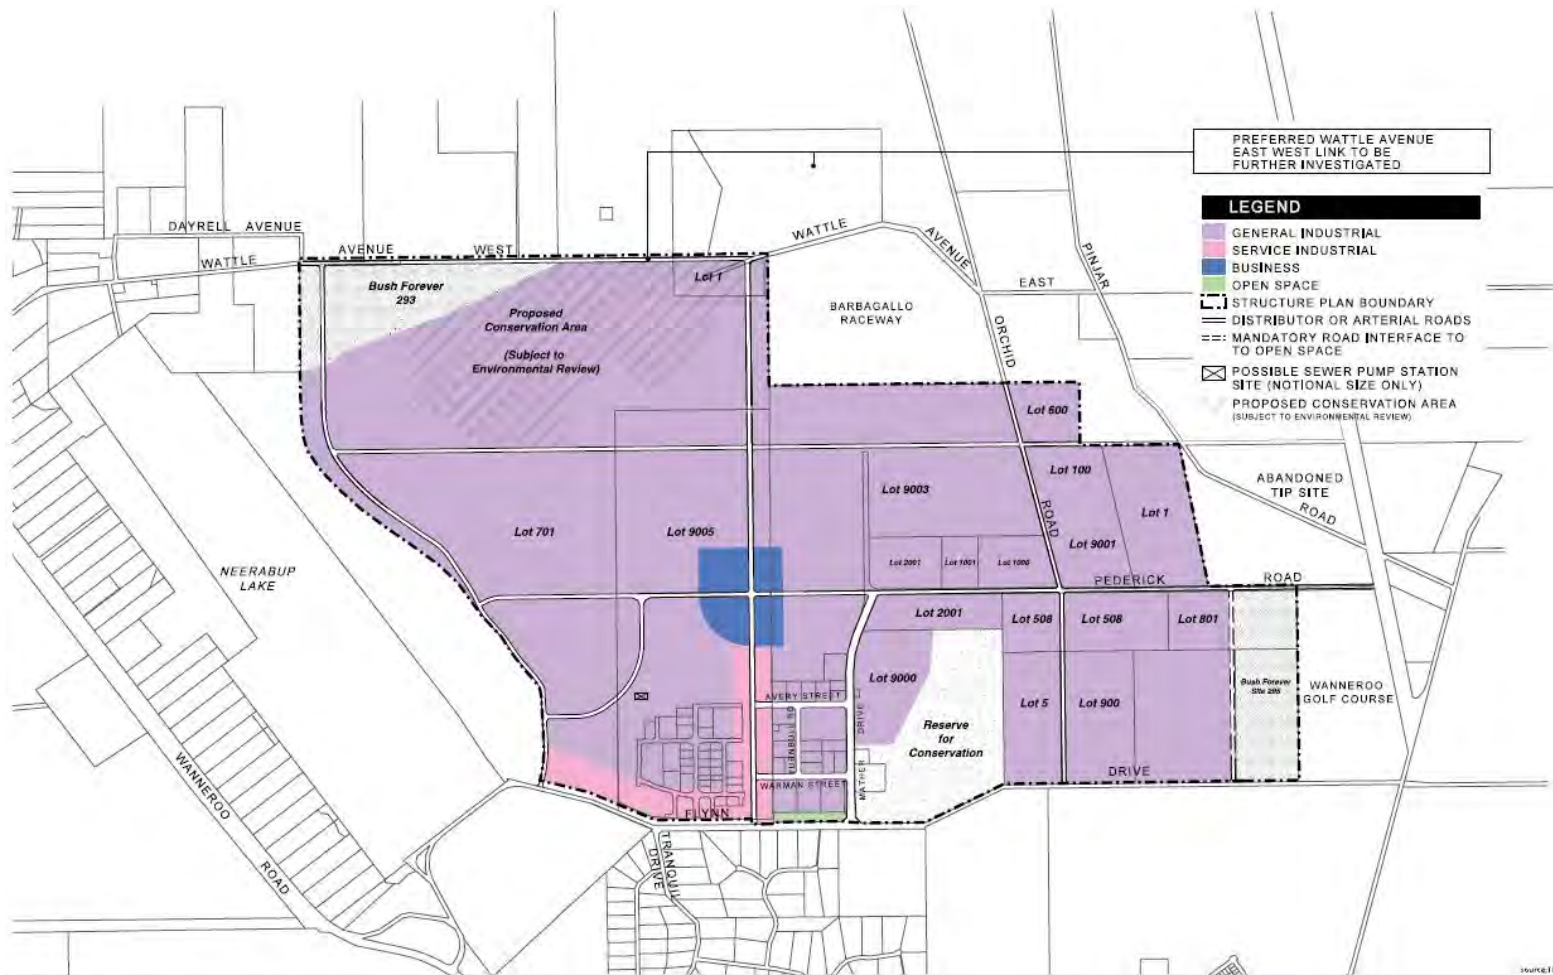 PREFERRED WATTLE AVENUE
EAST WEST LINK TO BE
FURTHER INVESTIGATED
LEGEND
GENERAL INDUSTRIAL
SERVICE INDUSTRIAL
BUSINESS
OPEN SPACE
STRUCTURE PLAN BOUNDARY
DISTRIBUTOR OR ARTERIAL ROADS
MANDATORY ROAD INTERFACE TO
TO OPEN SPACE
POSSIBLE SEWER PUMP STATION
SITE (NOTIONAL SIZE ONLY)
PROPOSED CONSERVATION AREA
(SUBJECT TO ENVIRONMENTAL REVIEW)
DAYRELL AVENUE
WATTLE
AVENUE
WEST
WATTLE
AVENUE
EAST
PINJAR
ORCHID
Bush Forever
293
Lot 1
Proposed
Conservation Area
(Subject to
Environmental Review)
BARBAGALLO
RACEWAY
Lot 600
Lot 100
Lot 9003
ROAD
Lot 1
ABANDONED
TIP SITE
ROAD
Lot 701
Lot 9005
Lot 9001
Lot 2001
Lot 1001
Lot 1000
NEERABUP
LAKE
PEDERICK
ROAD
Lot 2001
Lot 508
Lot 508
Lot 801
Lot 9000
AVERY STREET
TURNBULL RD
DRIVE
MATHER
Reserve
for
Conservation
Lot 5
Lot 900
Bush Forever
Site 295
WANNEROO
GOLF COURSE
DRIVE
WARMAN STREET
FLYNN
WANNEROO
ROAD
TRANQUIL
DRIVE